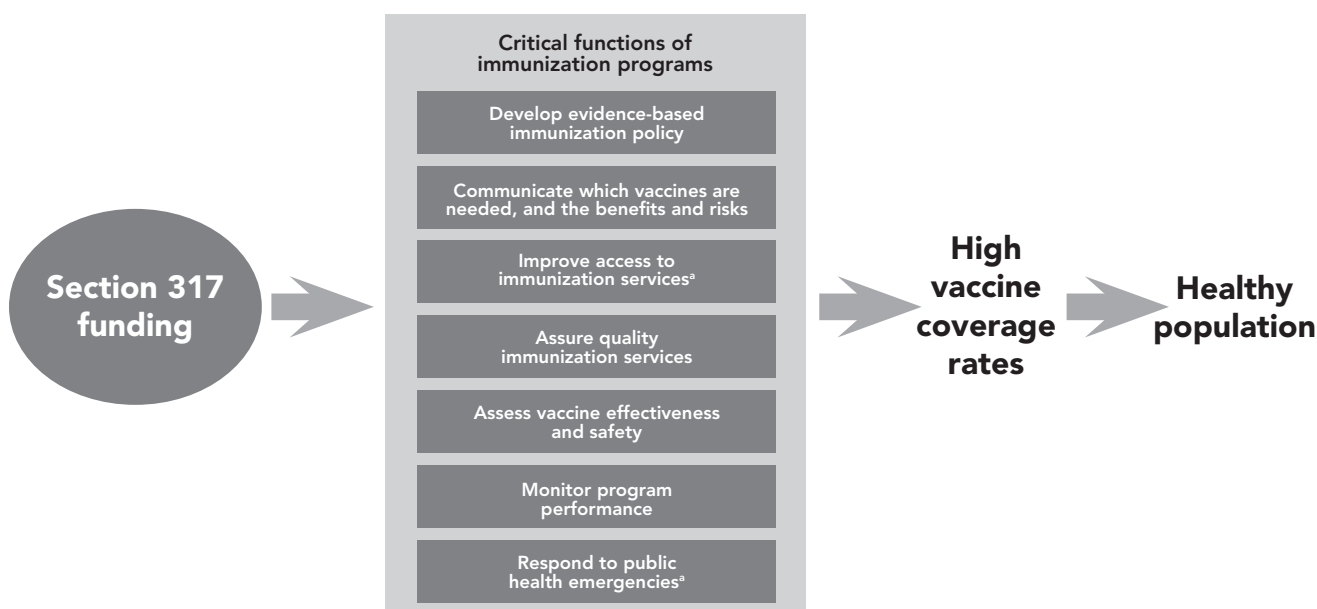 Section 317
funding
Critical functions of
immunization programs
Develop evidence-based
immunization policy
Communicate which vaccines are
needed, and the benefits and risks
Improve access to
immunization servicesᵃ
Assure quality
immunization services
Assess vaccine effectiveness
and safety
Monitor program
performance
Respond to public
health emergenciesᵃ
High
vaccine
coverage
rates
Healthy
population